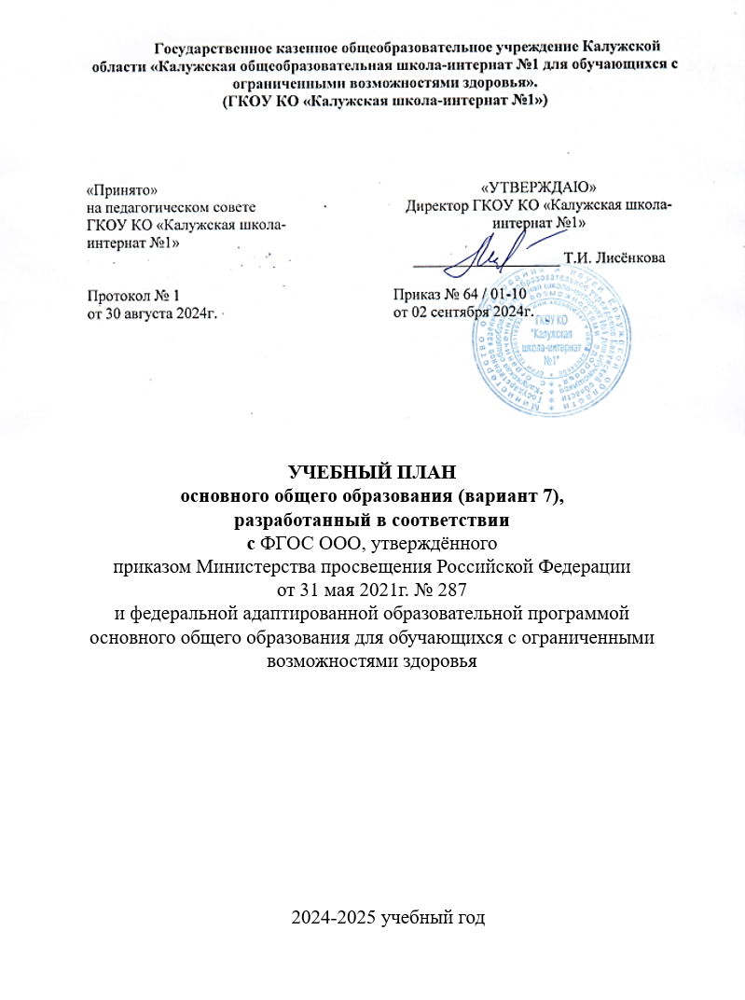 Государственное казенное общеобразовательное учреждение Калужской
области «Калужская общеобразовательная школа-интернат №1 для обучающихся с
ограниченными возможностями здоровья».
(ГКОУ КО «Калужская школа-интернат №1»)
«Принято»
на педагогическом совете
ГКОУ КО «Калужская школа-
интернат №1»
Протокол № 1
от 30 августа 2024г.
«УТВЕРЖДАЮ»
Директор ГКОУ КО «Калужская школа-
интернат №1»
Т.И. Лисёнкова
Приказ № 64 / 01-10
от 02 сентября 2024г.
ГКОУ КО
"Калужская
школа-интернат
№1"
УЧЕБНЫЙ ПЛАН
основного общего образования (вариант 7),
разработанный в соответствии
с ФГОС ООО, утверждённого
приказом Министерства просвещения Российской Федерации
от 31 мая 2021г. № 287
и федеральной адаптированной образовательной программой
основного общего образования для обучающихся с ограниченными
возможностями здоровья
2024-2025 учебный год